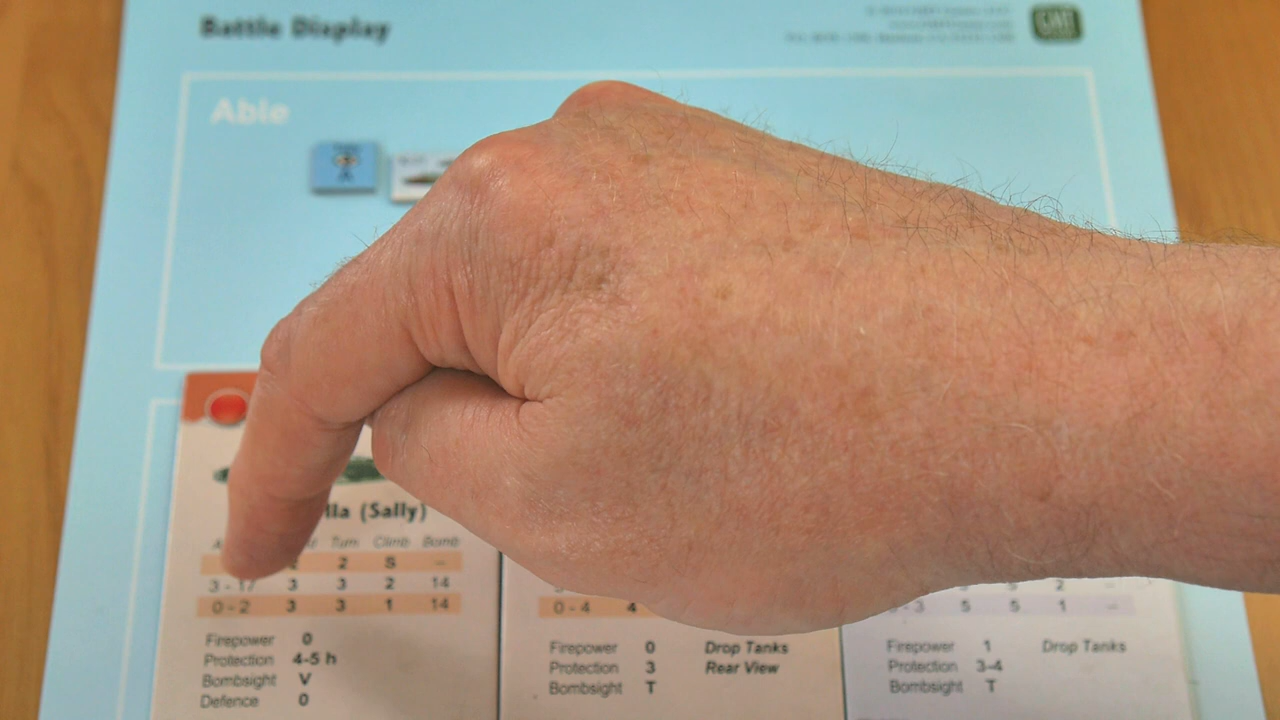 Battle Display
GMT
Able
A
IIa (Sally)
Turn Climb Bomb
2 S –
3 - 17 3 3 2 14
0 - 2 3 3 1 14
Firepower 0
Protection 4-5 h
Bombsight V
Defence 0
0 - 4 4
Firepower 0 Drop Tanks
Protection 3 Rear View
Bombsight T
2
- 3 5 5 1 –
Firepower 1 Drop Tanks
Protection 3-4
Bombsight T